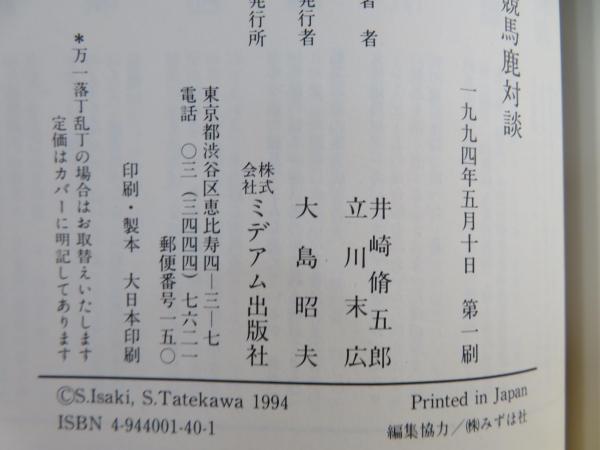 競馬鹿対談
一九九四年五月十日　第一刷
著　者　井崎脩五郎
立川末広
発行者　大島昭夫
発行所　株式会社ミデアム出版社
東京都渋谷区恵比寿四―三―七
郵便番号一五〇
電話　〇三（三四四四）七六二一
印刷・製本　大日本印刷
＊万一落丁乱丁の場合はお取替えいたします
定価はカバーに明記してあります
©S.Isaki, S.Tatekawa 1994
Printed in Japan
ISBN 4-944001-40-1
編集協力／㈱みずは社